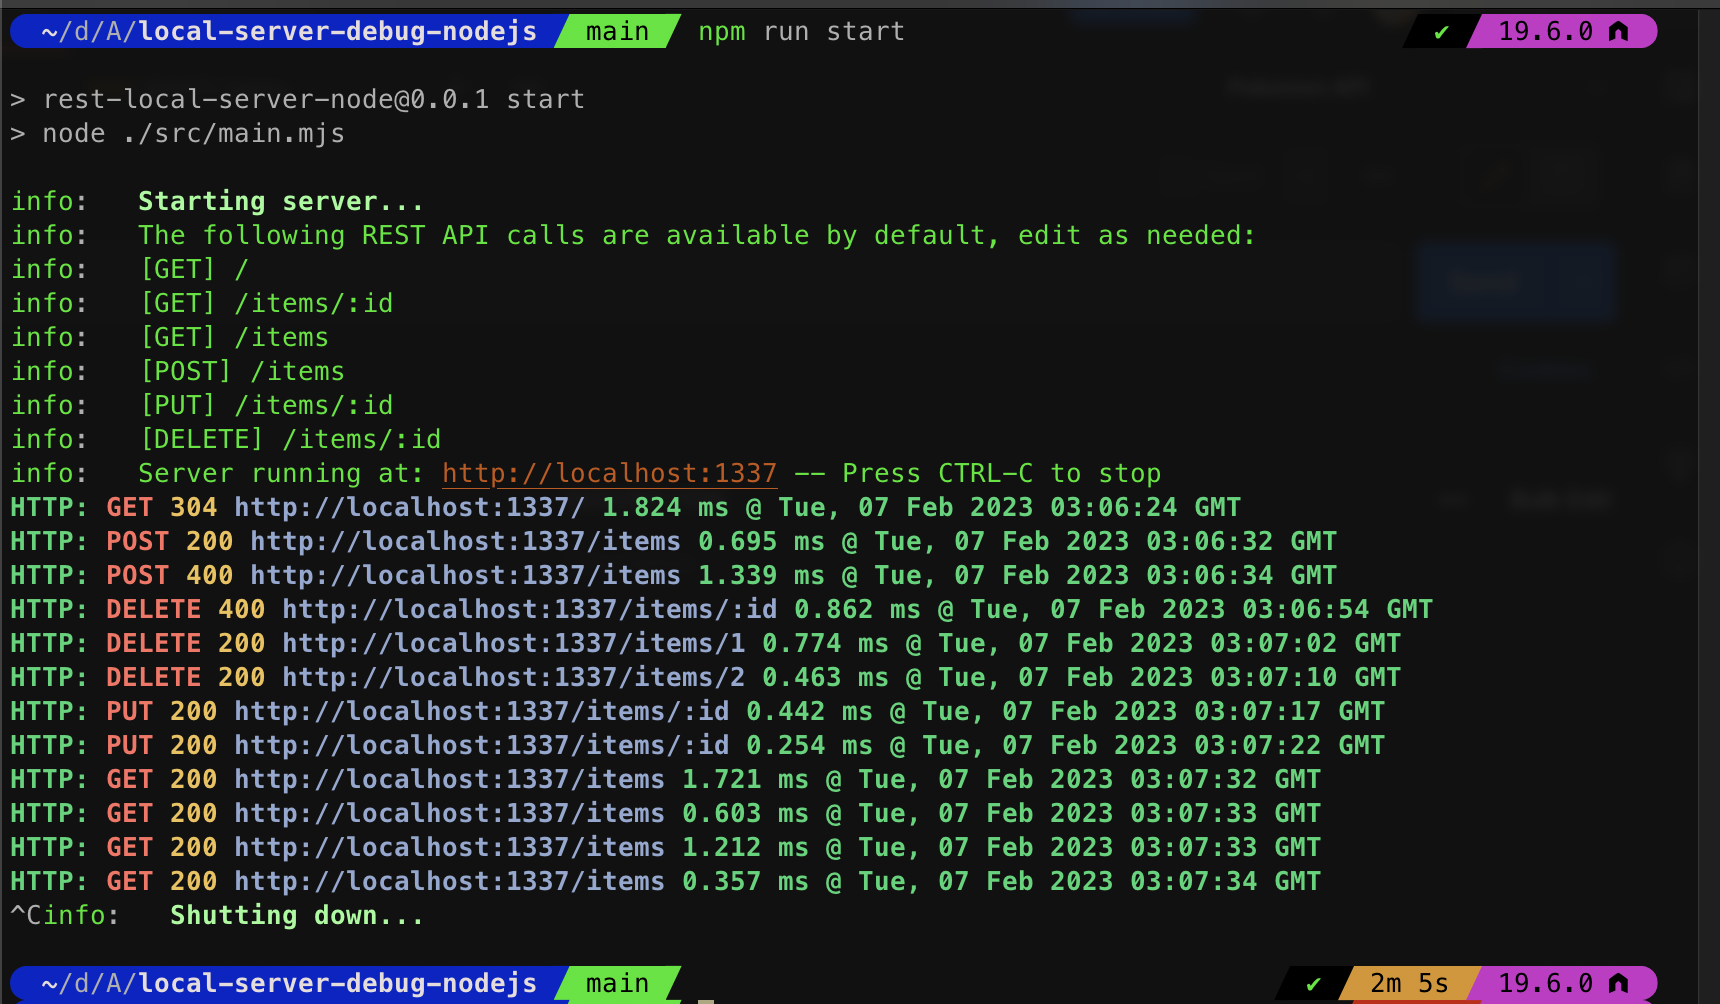 ~/d/A/local-server-debug-nodejs main npm run start ✔ 19.6.0
> rest-local-server-node@0.0.1 start
> node ./src/main.mjs
info: Starting server...
info: The following REST API calls are available by default, edit as needed:
info: [GET] /
info: [GET] /items/:id
info: [GET] /items
info: [POST] /items
info: [PUT] /items/:id
info: [DELETE] /items/:id
info: Server running at: http://localhost:1337 -- Press CTRL-C to stop
HTTP: GET 304 http://localhost:1337/ 1.824 ms @ Tue, 07 Feb 2023 03:06:24 GMT
HTTP: POST 200 http://localhost:1337/items 0.695 ms @ Tue, 07 Feb 2023 03:06:32 GMT
HTTP: POST 400 http://localhost:1337/items 1.339 ms @ Tue, 07 Feb 2023 03:06:34 GMT
HTTP: DELETE 400 http://localhost:1337/items/:id 0.862 ms @ Tue, 07 Feb 2023 03:06:54 GMT
HTTP: DELETE 200 http://localhost:1337/items/1 0.774 ms @ Tue, 07 Feb 2023 03:07:02 GMT
HTTP: DELETE 200 http://localhost:1337/items/2 0.463 ms @ Tue, 07 Feb 2023 03:07:10 GMT
HTTP: PUT 200 http://localhost:1337/items/:id 0.442 ms @ Tue, 07 Feb 2023 03:07:17 GMT
HTTP: PUT 200 http://localhost:1337/items/:id 0.254 ms @ Tue, 07 Feb 2023 03:07:22 GMT
HTTP: GET 200 http://localhost:1337/items 1.721 ms @ Tue, 07 Feb 2023 03:07:32 GMT
HTTP: GET 200 http://localhost:1337/items 0.603 ms @ Tue, 07 Feb 2023 03:07:33 GMT
HTTP: GET 200 http://localhost:1337/items 1.212 ms @ Tue, 07 Feb 2023 03:07:33 GMT
HTTP: GET 200 http://localhost:1337/items 0.357 ms @ Tue, 07 Feb 2023 03:07:34 GMT
^Cinfo: Shutting down...
~/d/A/local-server-debug-nodejs main ✔ 2m 5s 19.6.0